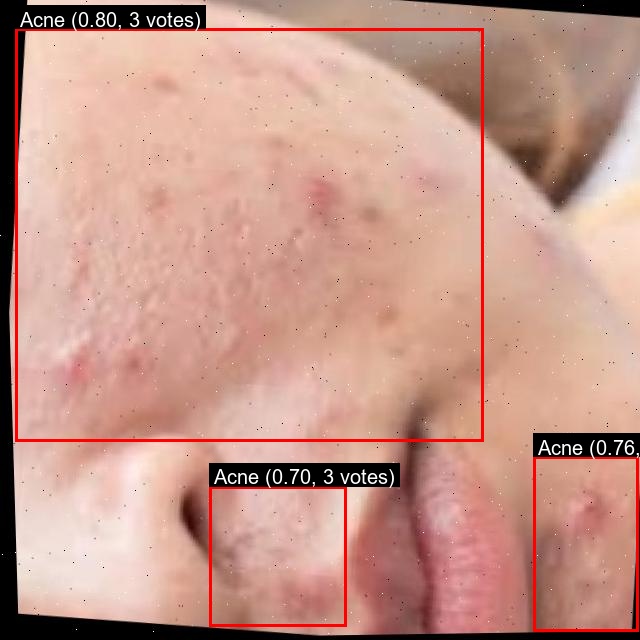 Acne (0.80, 3 votes)
Acne (0.76,
Acne (0.70, 3 votes)